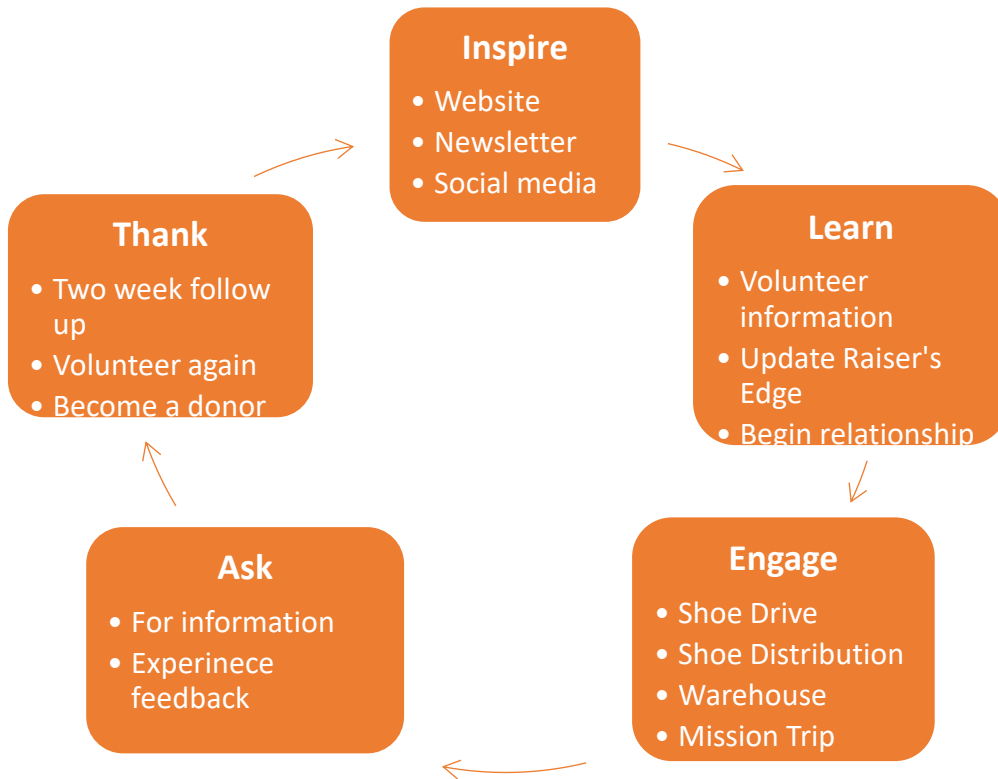 Inspire
• Website
• Newsletter
• Social media
Learn
• Volunteer
information
• Update Raiser's
Edge
• Begin relationship
Engage
• Shoe Drive
• Shoe Distribution
• Warehouse
• Mission Trip
Ask
• For information
• Experinece
feedback
Thank
• Two week follow
up
• Volunteer again
• Become a donor